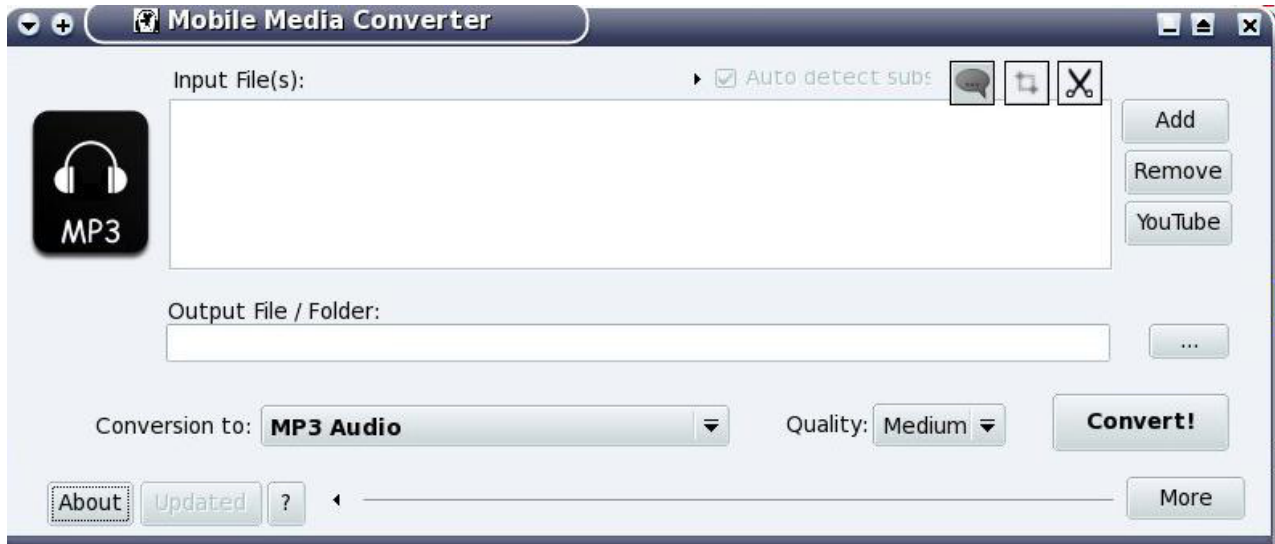 Mobile Media Converter
Input File(s):
Auto detect subs
Add
MP3
Remove
YouTube
Output File / Folder:
...
Conversion to: MP3 Audio
Quality: Medium
Convert!
About
Updated
?
More